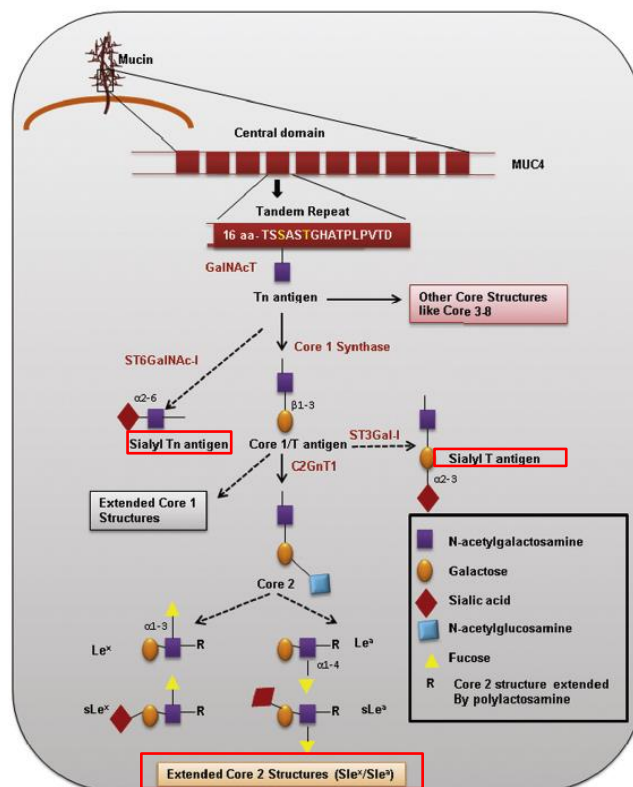 Mucin
Central domain
MUC4
Tandem Repeat
16 aa- TSSASTGHATPLPVTD
GalNAcT
Tn antigen
Other Core Structures
like Core 3-8
Core 1 Synthase
ST6GalNAc-I
α2-6
β1-3
Sialyl Tn antigen
Core 1/T antigen
ST3Gal-I
Sialyl T antigen
α2-3
C2GnT1
Extended Core 1
Structures
Core 2
N-acetylgalactosamine
Galactose
Sialic acid
N-acetylglucosamine
Fucose
R Core 2 structure extended
By polylactosamine
α1-3
Leˣ
R
R
Leᵃ
α1-4
sLeˣ
R
R
sLeᵃ
Extended Core 2 Structures (Sleˣ/Sleᵃ)